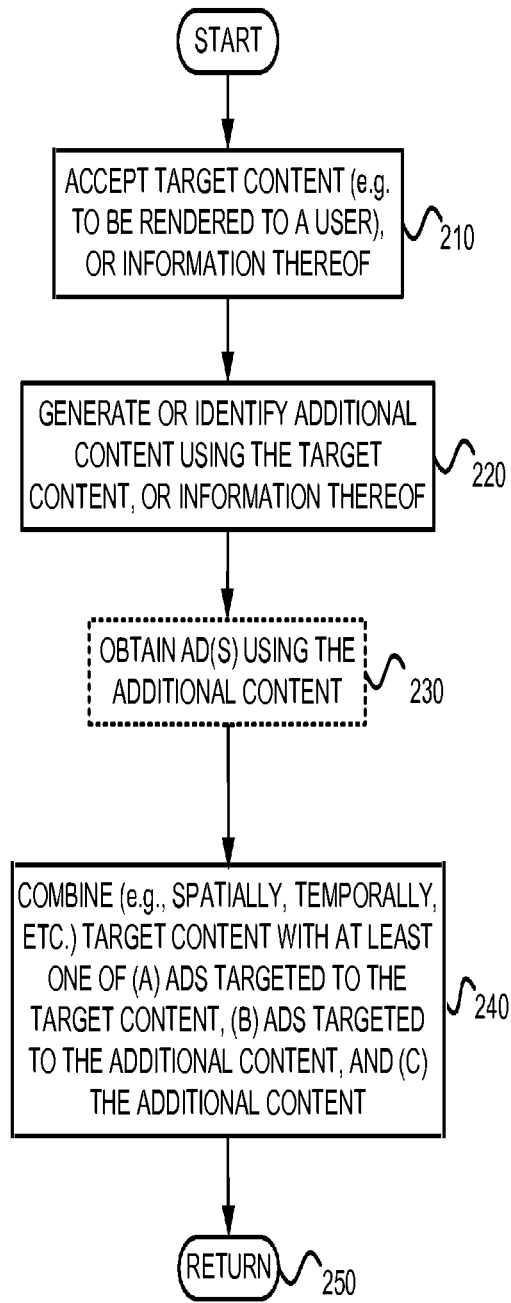 START
ACCEPT TARGET CONTENT (e.g.
TO BE RENDERED TO A USER),
OR INFORMATION THEREOF
210
GENERATE OR IDENTIFY ADDITIONAL
CONTENT USING THE TARGET
CONTENT, OR INFORMATION THEREOF
220
OBTAIN AD(S) USING THE
ADDITIONAL CONTENT
230
COMBINE (e.g., SPATIALLY, TEMPORALLY,
ETC.) TARGET CONTENT WITH AT LEAST
ONE OF (A) ADS TARGETED TO THE
TARGET CONTENT, (B) ADS TARGETED
TO THE ADDITIONAL CONTENT, AND (C)
THE ADDITIONAL CONTENT
240
RETURN
250